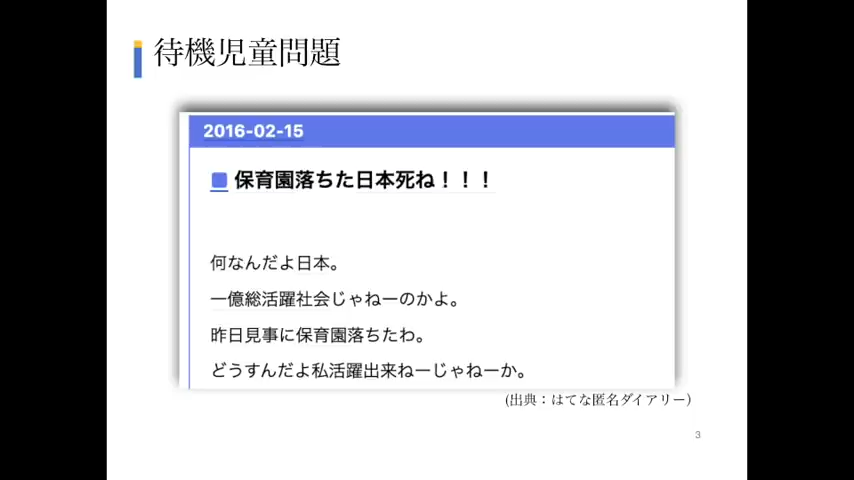 待機児童問題
2016-02-15
保育園落ちた日本死ね！！！
何なんだよ日本。
一億総活躍社会じゃねーのかよ。
昨日見事に保育園落ちたわ。
どうすんだよ私活躍出来ねーじゃねーか。
(出典：はてな匿名ダイアリー)
3